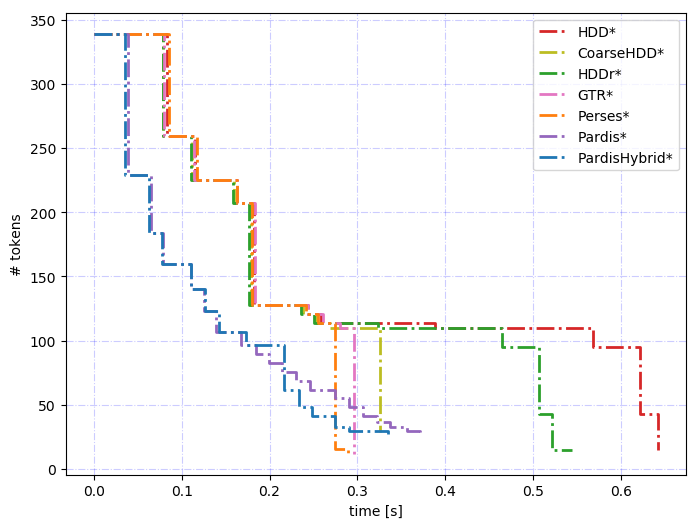 350
300
250
200
150
100
50
0
# tokens
0.0 0.1 0.2 0.3 0.4 0.5 0.6
time [s]
HDD*
CoarseHDD*
HDDr*
GTR*
Perses*
Pardis*
PardisHybrid*